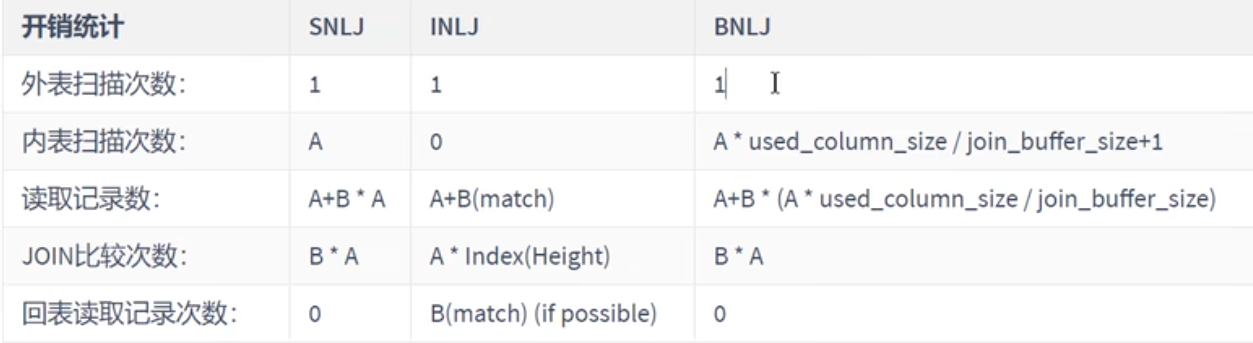 开销统计 SNLJ INLJ BNLJ
外表扫描次数： 1 1 1
内表扫描次数： A 0 A * used_column_size / join_buffer_size+1
读取记录数： A+B * A A+B(match) A+B * (A * used_column_size / join_buffer_size)
JOIN比较次数： B * A A * Index(Height) B * A
回表读取记录次数： 0 B(match) (if possible) 0